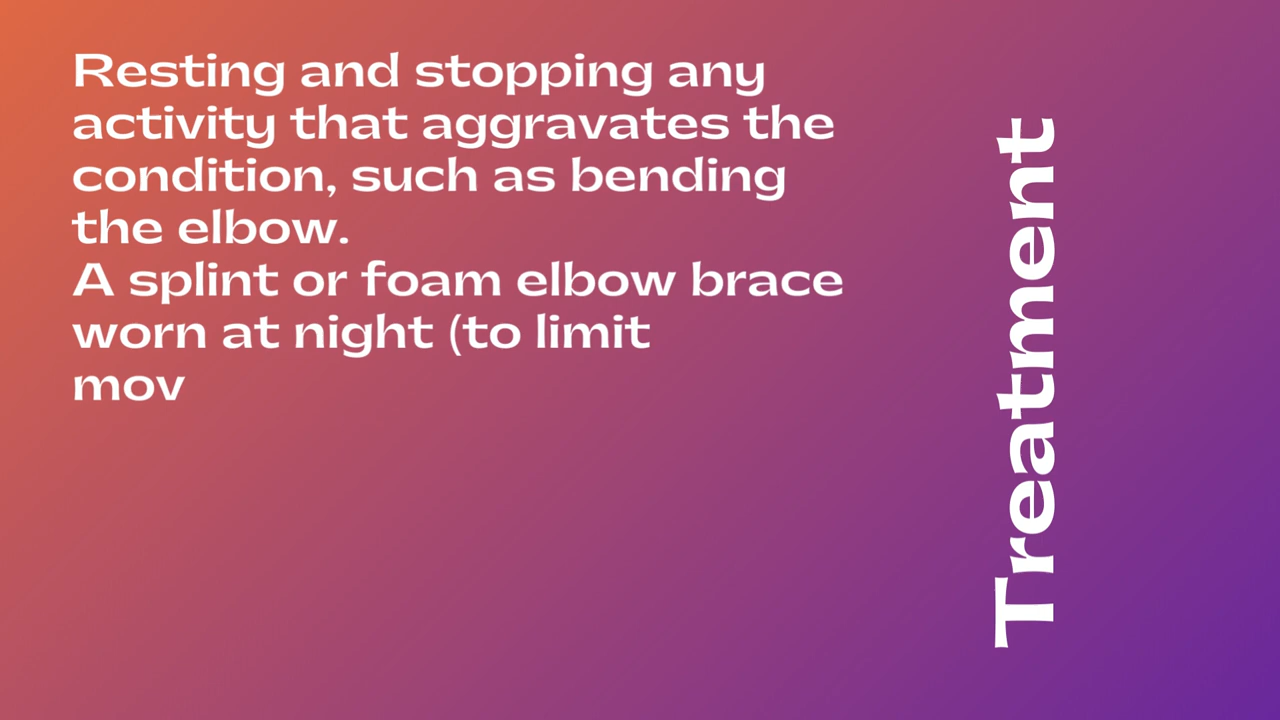 Resting and stopping any
activity that aggravates the
condition, such as bending
the elbow.
A splint or foam elbow brace
worn at night (to limit
mov
Treatment